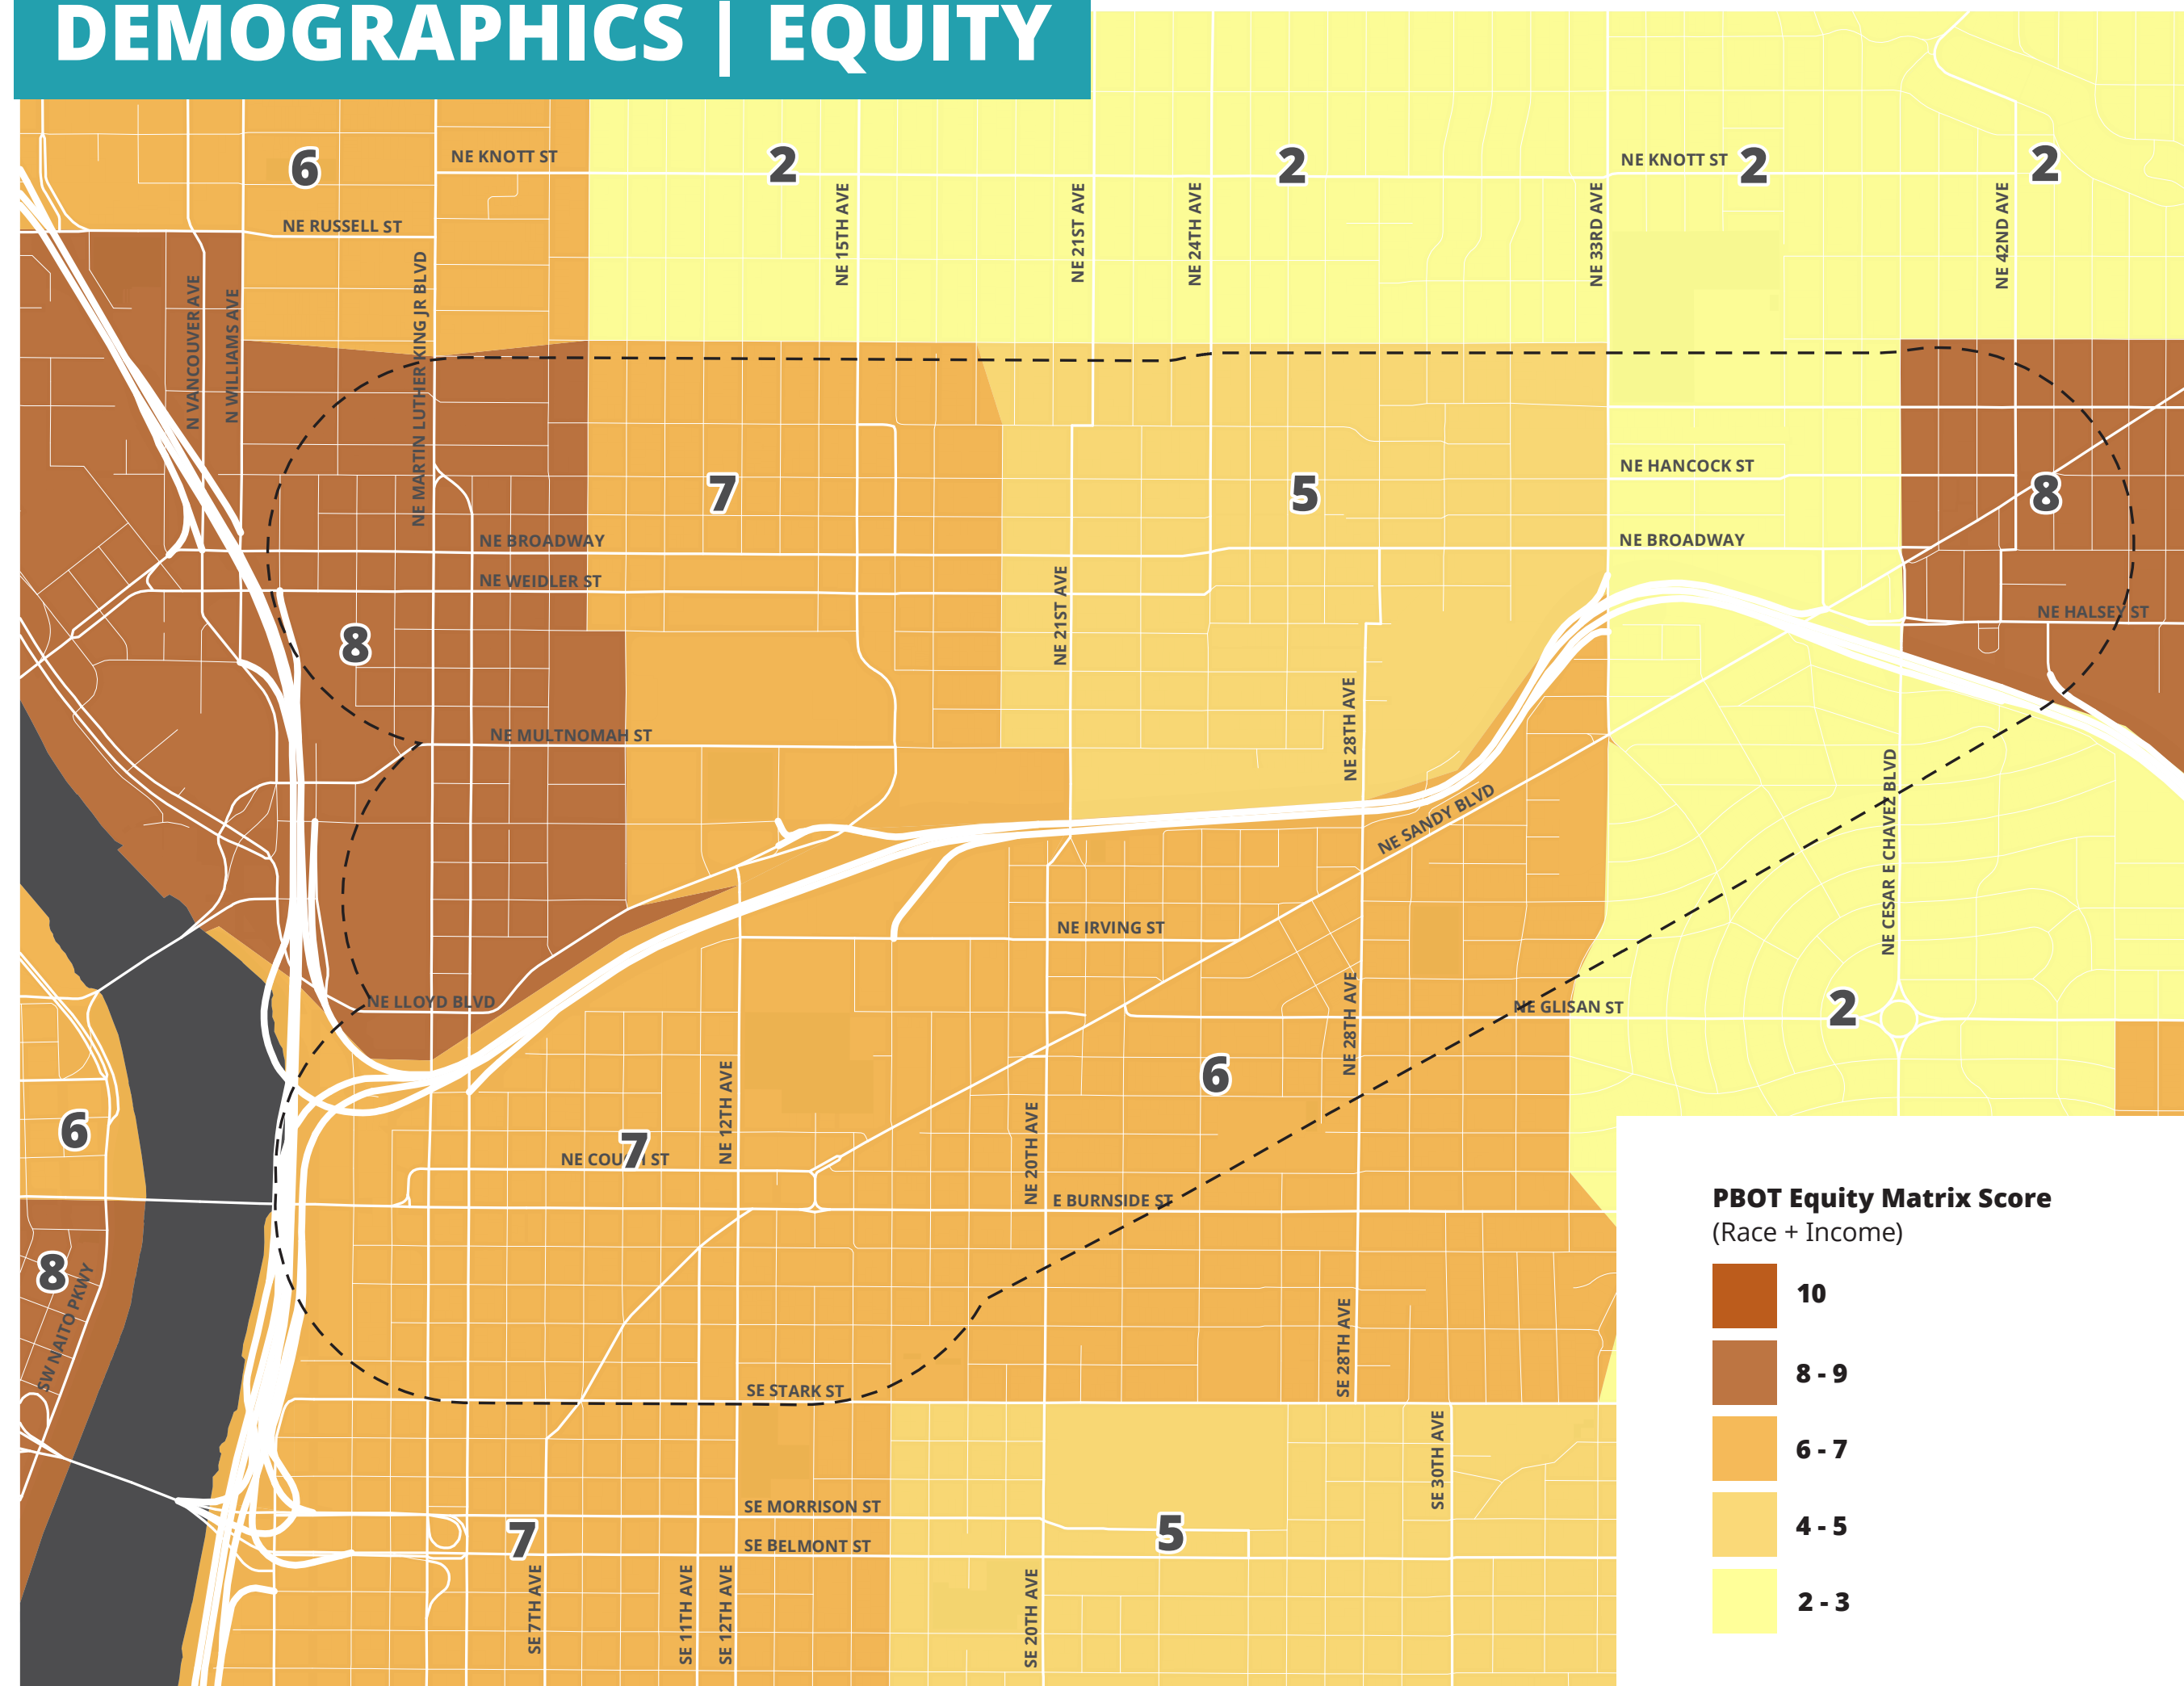 DEMOGRAPHICS | EQUITY
6
NE KNOTT ST
2
2
NE KNOTT ST
2
2
NE RUSSELL ST
NE 15TH AVE
NE 21ST AVE
NE 24TH AVE
NE 33RD AVE
NE 42ND AVE
N VANCOUVER AVE
N WILLIAMS AVE
NE MARTIN LUTHER KING JR BLVD
7
5
NE HANCOCK ST
8
NE BROADWAY
NE BROADWAY
NE WEIDLER ST
NE 21ST AVE
NE HALSEY ST
8
NE MULTNOMAH ST
NE 28TH AVE
NE SANDY BLVD
NE CESAR E CHAVEZ BLVD
NE IRVING ST
NE LLOYD BLVD
NE 28TH AVE
NE GLISAN ST
2
6
6
NE 12TH AVE
NE 20TH AVE
7
NE COUCH ST
E BURNSIDE ST
8
SW NAITO PKWY
SE 28TH AVE
SE STARK ST
SE 30TH AVE
SE MORRISON ST
7
5
SE BELMONT ST
SE 7TH AVE
SE 11TH AVE
SE 12TH AVE
SE 20TH AVE
PBOT Equity Matrix Score
(Race + Income)
10
8 - 9
6 - 7
4 - 5
2 - 3